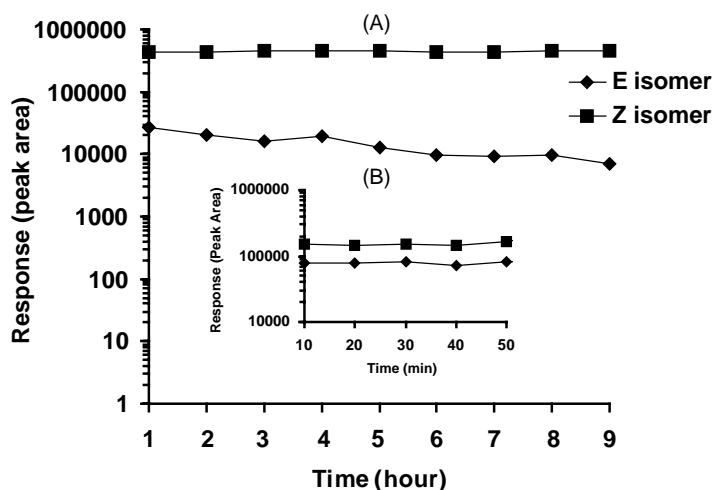 (A)
1000000
100000
10000
1000
100
10
1
Response (peak area)
1 2 3 4 5 6 7 8 9
Time (hour)
E isomer
Z isomer
(B)
1000000
100000
10000
Response (Peak Area)
10 20 30 40 50
Time (min)